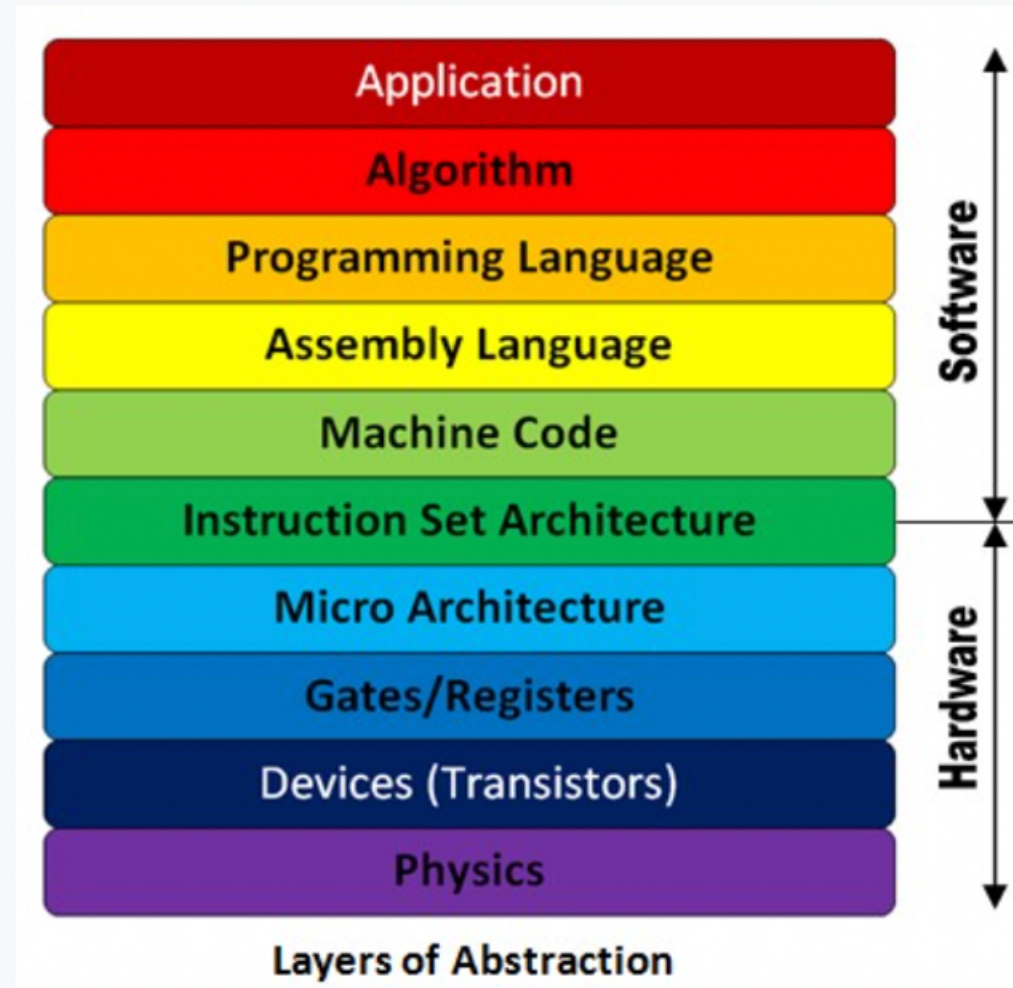 Application
Algorithm
Programming Language
Assembly Language
Machine Code
Instruction Set Architecture
Micro Architecture
Gates/Registers
Devices (Transistors)
Physics
Software
Hardware
Layers of Abstraction